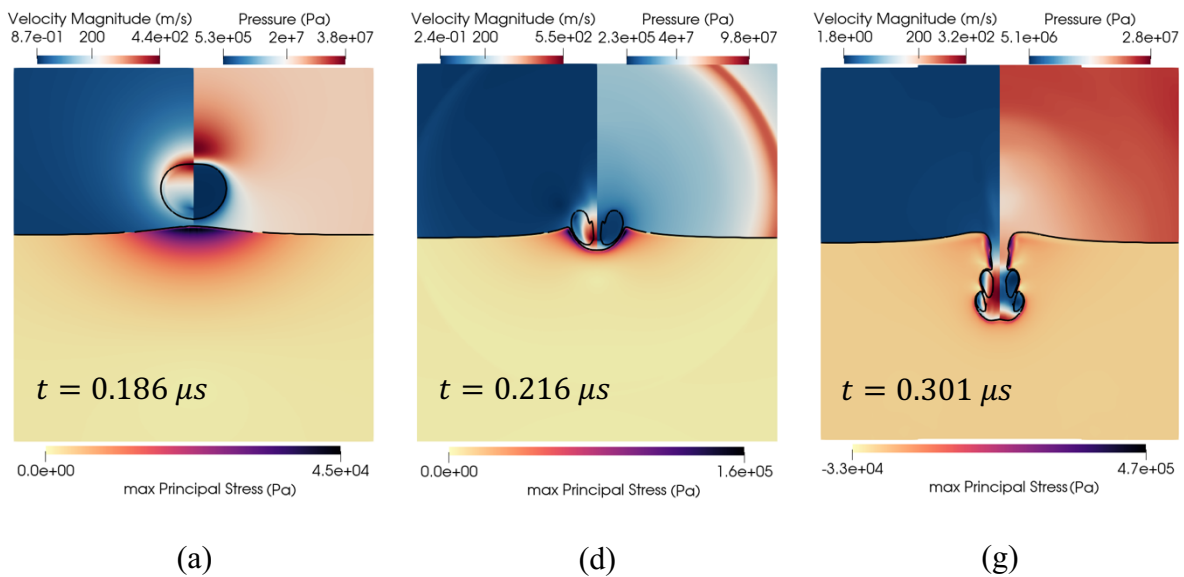 Velocity Magnitude (m/s) Pressure (Pa)
8.7e-01 200 4.4e+02 5.3e+05 2e+7 3.8e+07
t = 0.186 μs
0.0e+00 4.5e+04
max Principal Stress (Pa)
(a)
Velocity Magnitude (m/s) Pressure (Pa)
2.4e-01 200 5.5e+02 2.3e+05 4e+7 9.8e+07
t = 0.216 μs
0.0e+00 1.6e+05
max Principal Stress (Pa)
(d)
Velocity Magnitude (m/s) Pressure (Pa)
1.8e+00 200 3.2e+02 5.1e+06 2.8e+07
t = 0.301 μs
-3.3e+04 4.7e+05
max Principal Stress (Pa)
(g)